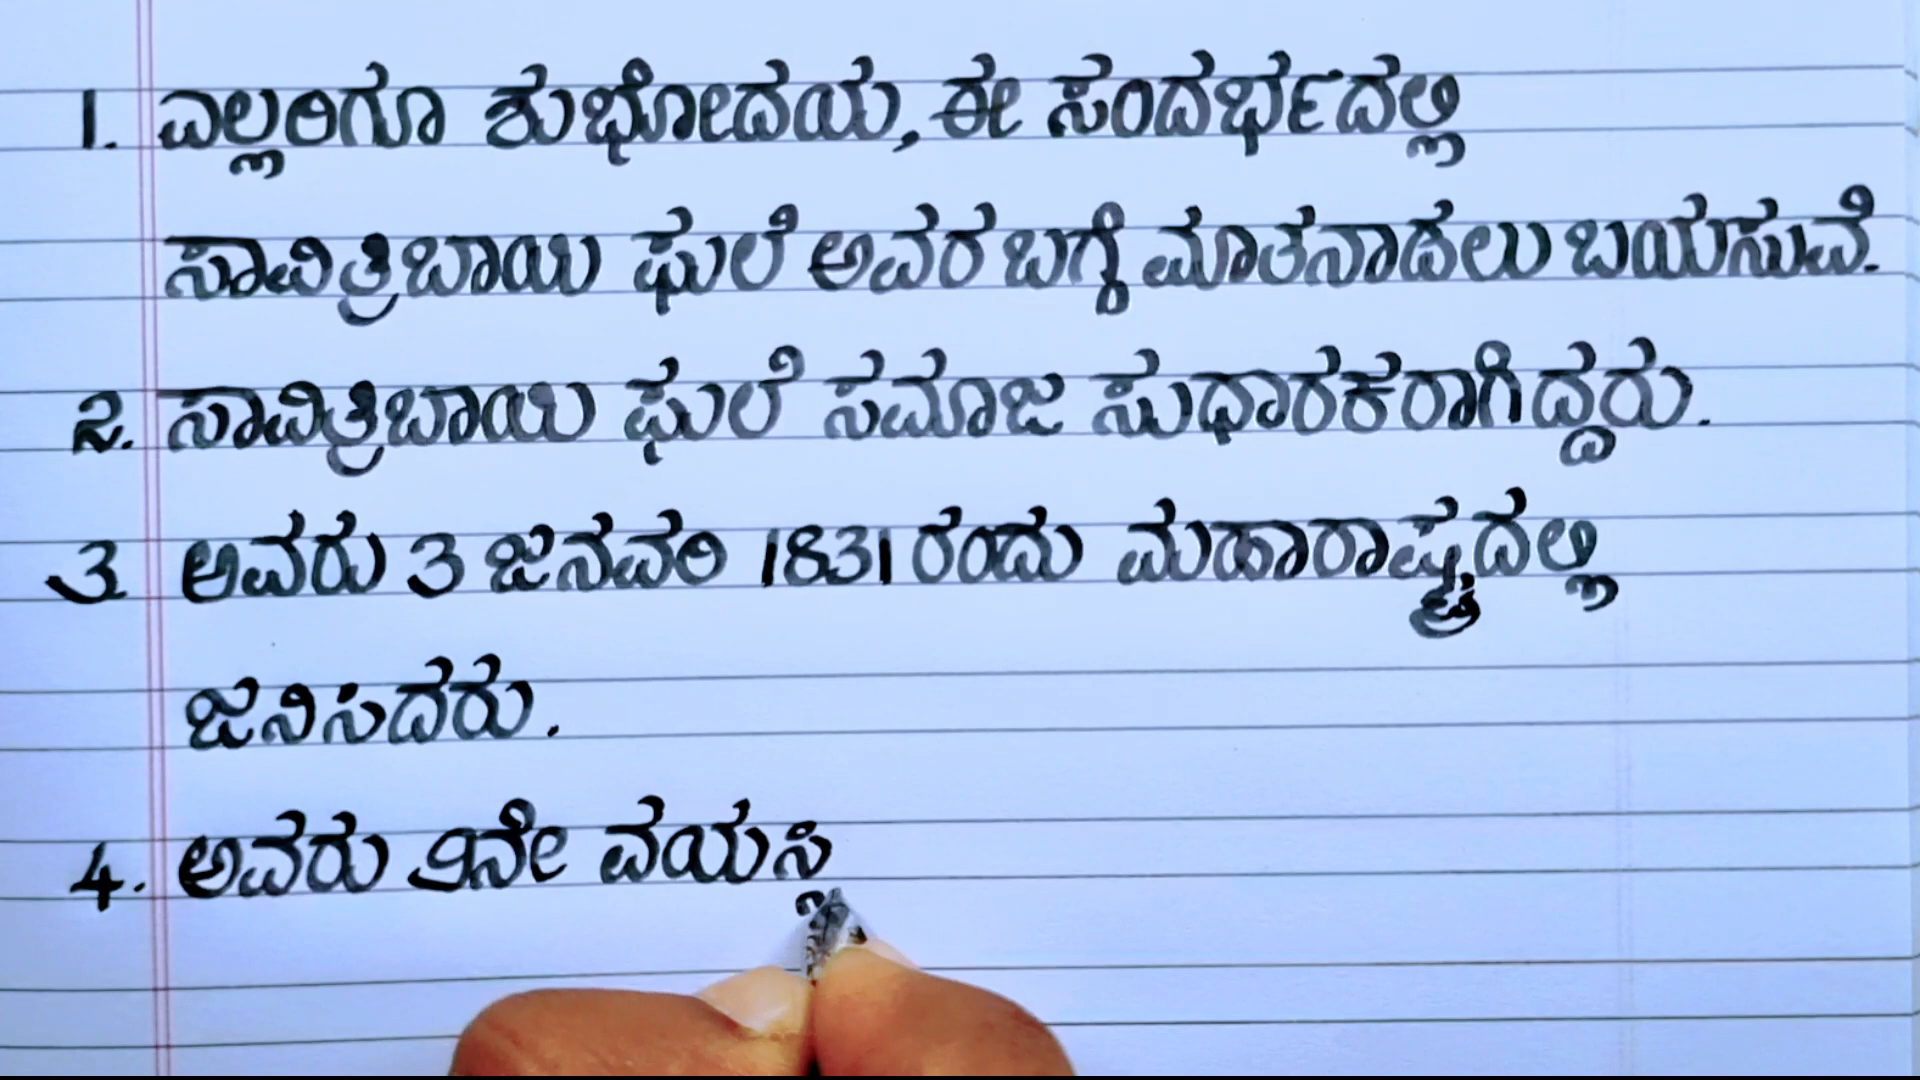 1. ಎಲ್ಲರಿಗೂ ಶುಭೋದಯ, ಈ ಸಂದರ್ಭದಲ್ಲಿ
ಸಾವಿತ್ರಿಬಾಯಿ ಫುಲೆ ಅವರ ಬಗ್ಗೆ ಮಾತನಾಡಲು ಬಯಸುವೆ.
2. ಸಾವಿತ್ರಿಬಾಯಿ ಫುಲೆ ಸಮಾಜ ಸುಧಾರಕರಾಗಿದ್ದರು.
3. ಅವರು 3 ಜನವರಿ 1831 ರಂದು ಮಹಾರಾಷ್ಟ್ರದಲ್ಲಿ
ಜನಿಸಿದರು.
4. ಅವರು 9ನೇ